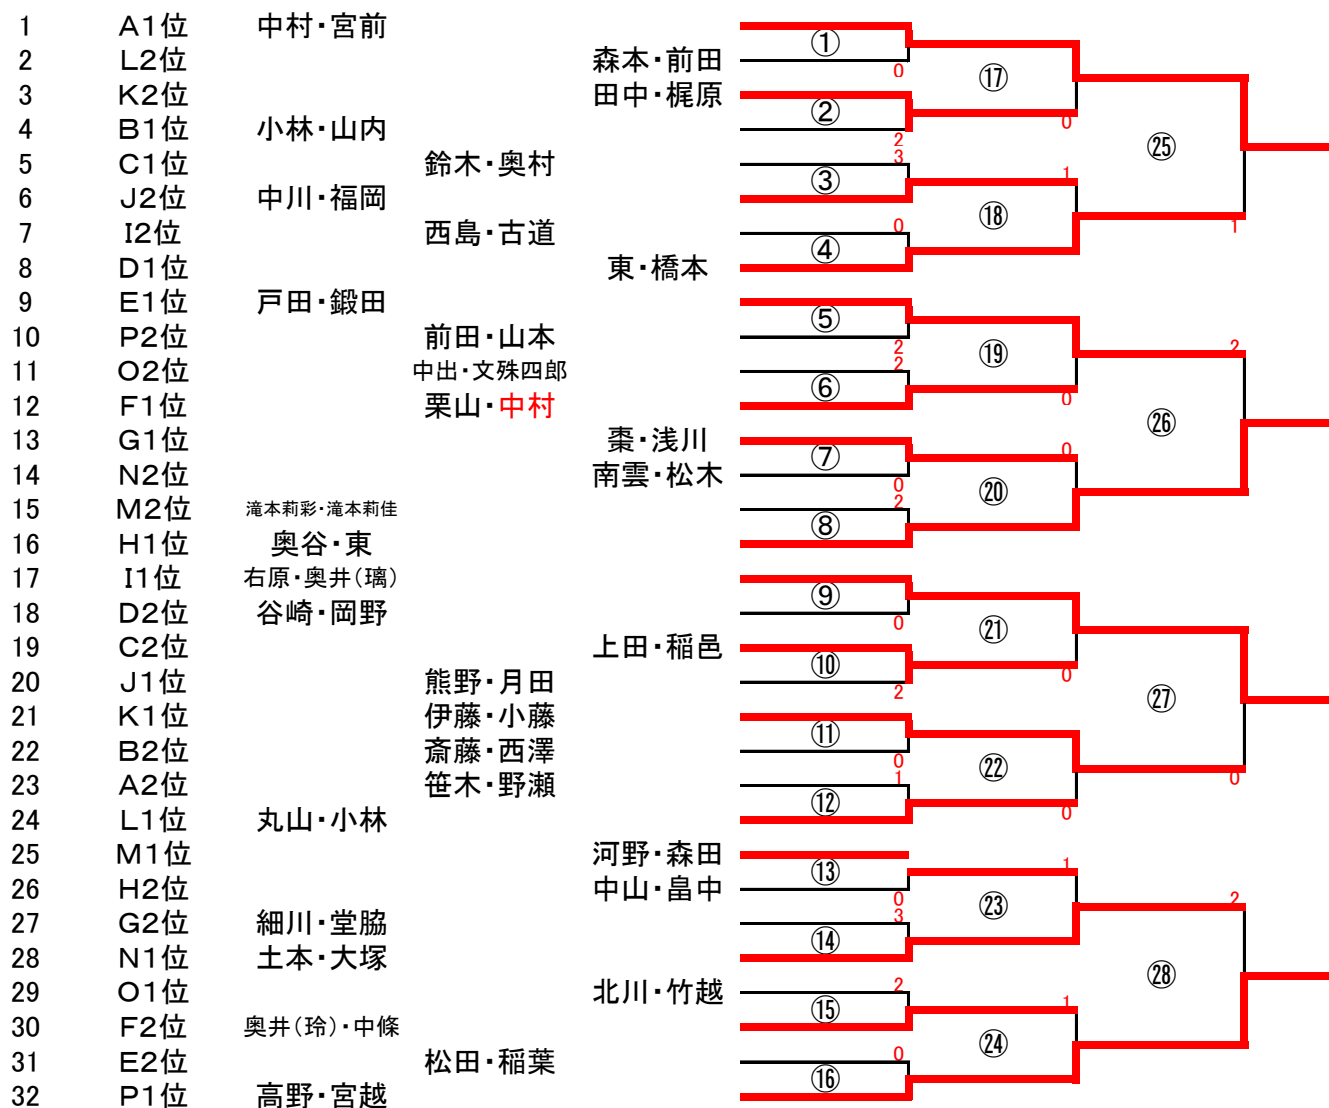 1 A1位 中村・宮前
①
2 L2位 森本・前田
0
⑰
3 K2位 田中・梶原
②
4 B1位 小林・山内
0
2
㉕
5 C1位 鈴木・奥村
3
③
1
6 J2位 中川・福岡
⑱
7 I2位 西島・古道
0
1
④
8 D1位 東・橋本
9 E1位 戸田・鍛田
⑤
10 P2位 前田・山本
2
⑲
2
11 O2位 中出・文殊四郎
2
⑥
12 F1位 栗山・中村
0
㉖
13 G1位 棗・浅川
⑦
0
14 N2位 南雲・松木
0
⑳
15 M2位 滝本莉彩・滝本莉佳
2
⑧
16 H1位 奥谷・東
17 I1位 右原・奥井(璃)
⑨
18 D2位 谷崎・岡野
0
㉑
19 C2位 上田・稲邑
⑩
20 J1位 熊野・月田
0
2
㉗
21 K1位 伊藤・小藤
⑪
22 B2位 斎藤・西澤
0
㉒
23 A2位 笹木・野瀬
1
0
⑫
24 L1位 丸山・小林
0
25 M1位 河野・森田
⑬
1
26 H2位 中山・畠中
0
㉓
2
27 G2位 細川・堂脇
3
⑭
28 N1位 土本・大塚
㉘
29 O1位 北川・竹越
2
⑮
1
30 F2位 奥井(玲)・中條
㉔
31 E2位 松田・稲葉
0
⑯
32 P1位 高野・宮越